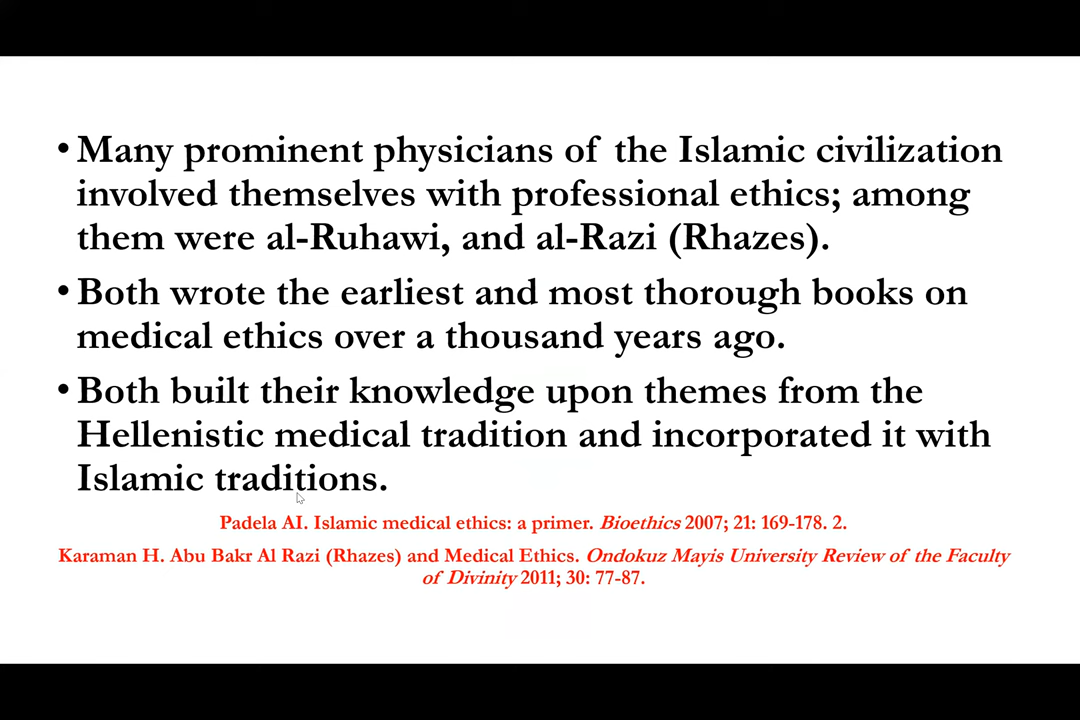 • Many prominent physicians of the Islamic civilization
involved themselves with professional ethics; among
them were al-Ruhawi, and al-Razi (Rhazes).
• Both wrote the earliest and most thorough books on
medical ethics over a thousand years ago.
• Both built their knowledge upon themes from the
Hellenistic medical tradition and incorporated it with
Islamic traditions.
Padela AI. Islamic medical ethics: a primer. Bioethics 2007; 21: 169-178. 2.
Karaman H. Abu Bakr Al Razi (Rhazes) and Medical Ethics. Ondokuz Mayis University Review of the Faculty
of Divinity 2011; 30: 77-87.